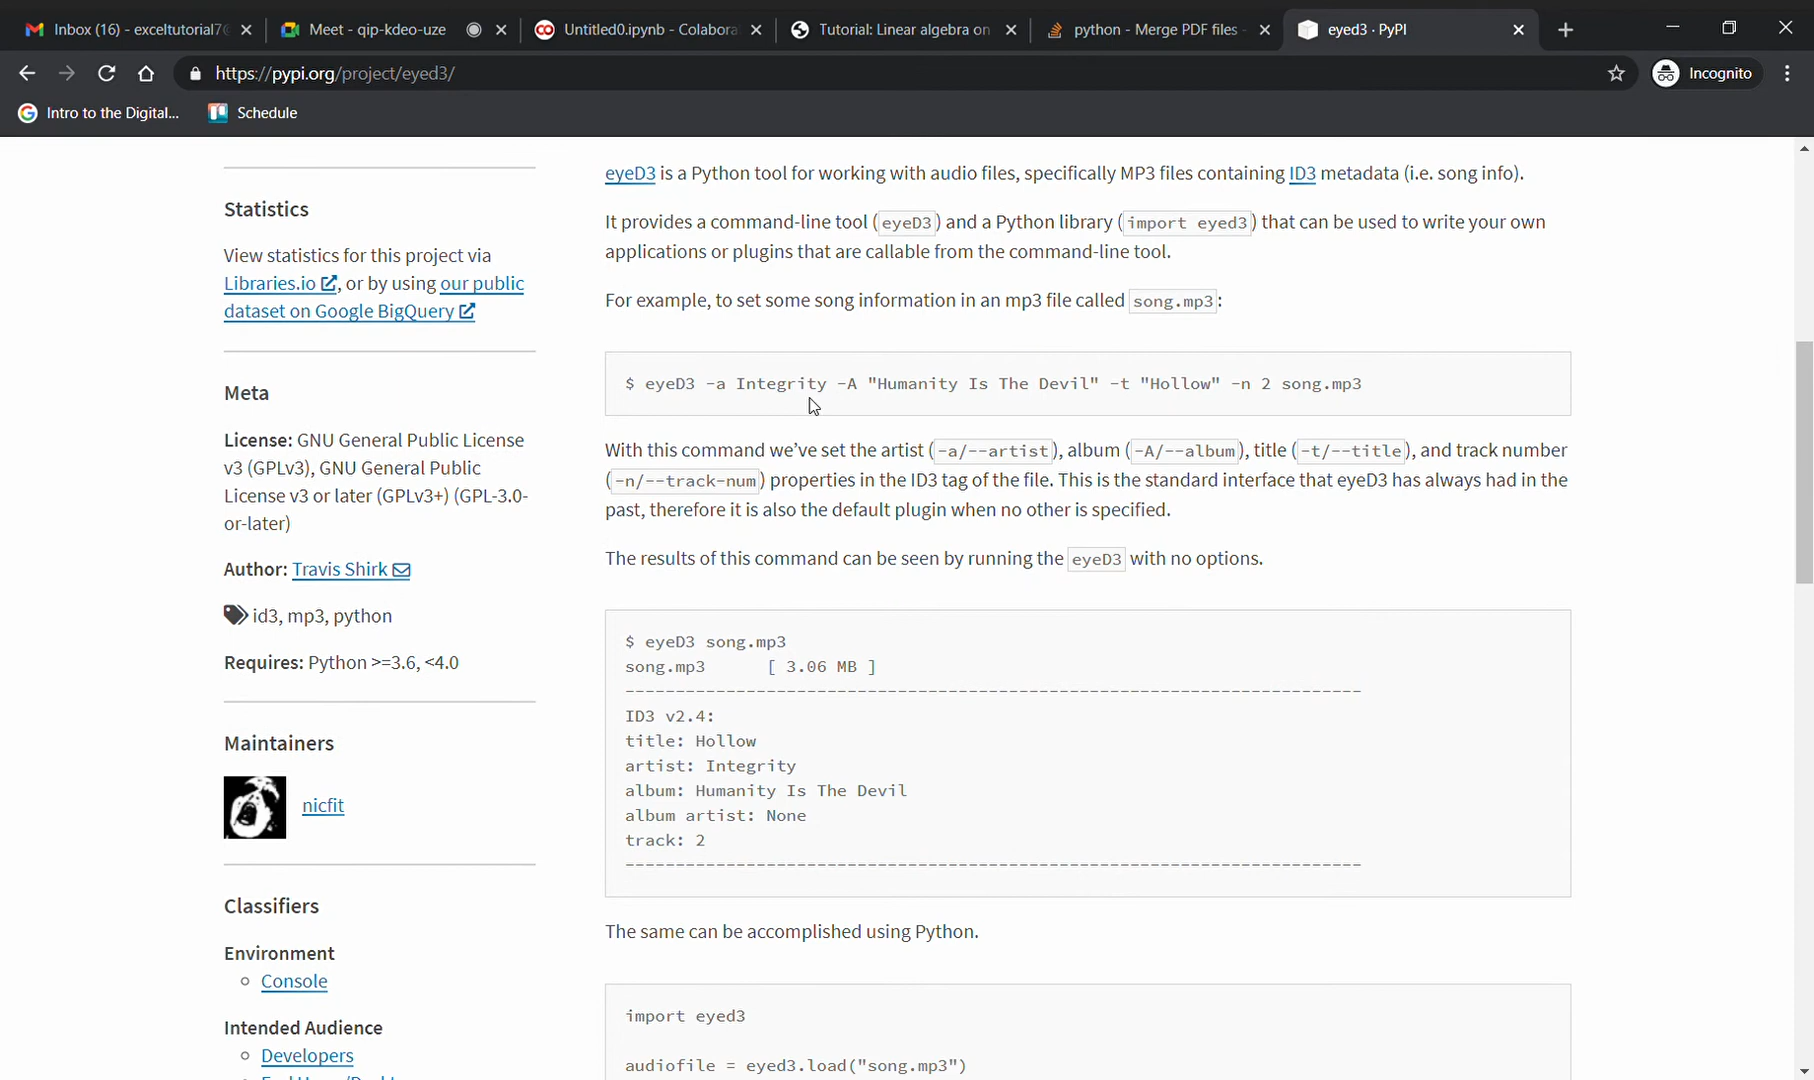 Inbox (16) - exceltutorial7@
Meet - qip-kdeo-uze
Untitled0.ipynb - Colabora
Tutorial: Linear algebra on
python - Merge PDF files -
eyed3 · PyPI
https://pypi.org/project/eyed3/
Incognito
Intro to the Digital...
Schedule
Statistics
View statistics for this project via
Libraries.io, or by using our public
dataset on Google BigQuery
Meta
License: GNU General Public License
v3 (GPLv3), GNU General Public
License v3 or later (GPLv3+) (GPL-3.0-
or-later)
Author: Travis Shirk
id3, mp3, python
Requires: Python >=3.6, <4.0
Maintainers
nicfit
Classifiers
Environment
Console
Intended Audience
Developers
eyeD3 is a Python tool for working with audio files, specifically MP3 files containing ID3 metadata (i.e. song info).
It provides a command-line tool (eyeD3) and a Python library (import eyed3) that can be used to write your own
applications or plugins that are callable from the command-line tool.
For example, to set some song information in an mp3 file called song.mp3:
$ eyeD3 -a Integrity -A "Humanity Is The Devil" -t "Hollow" -n 2 song.mp3
With this command we’ve set the artist (-a/--artist), album (-A/--album), title (-t/--title), and track number
(-n/--track-num) properties in the ID3 tag of the file. This is the standard interface that eyeD3 has always had in the
past, therefore it is also the default plugin when no other is specified.
The results of this command can be seen by running the eyeD3 with no options.
$ eyeD3 song.mp3
song.mp3      [ 3.06 MB ]
-------------------------------------------------------------------------
ID3 v2.4:
title: Hollow
artist: Integrity
album: Humanity Is The Devil
album artist: None
track: 2
-------------------------------------------------------------------------
The same can be accomplished using Python.
import eyed3
audiofile = eyed3.load("song.mp3")